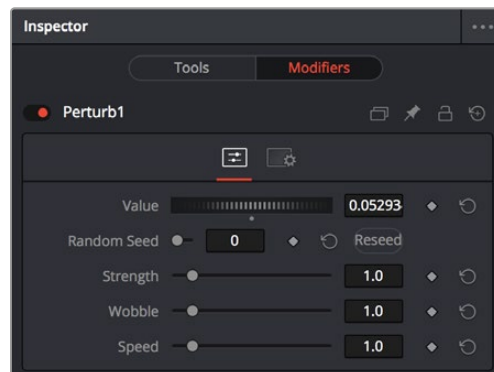 Inspector
Tools Modifiers
Perturb1
Value 0.05293
Random Seed 0 Reseed
Strength 1.0
Wobble 1.0
Speed 1.0